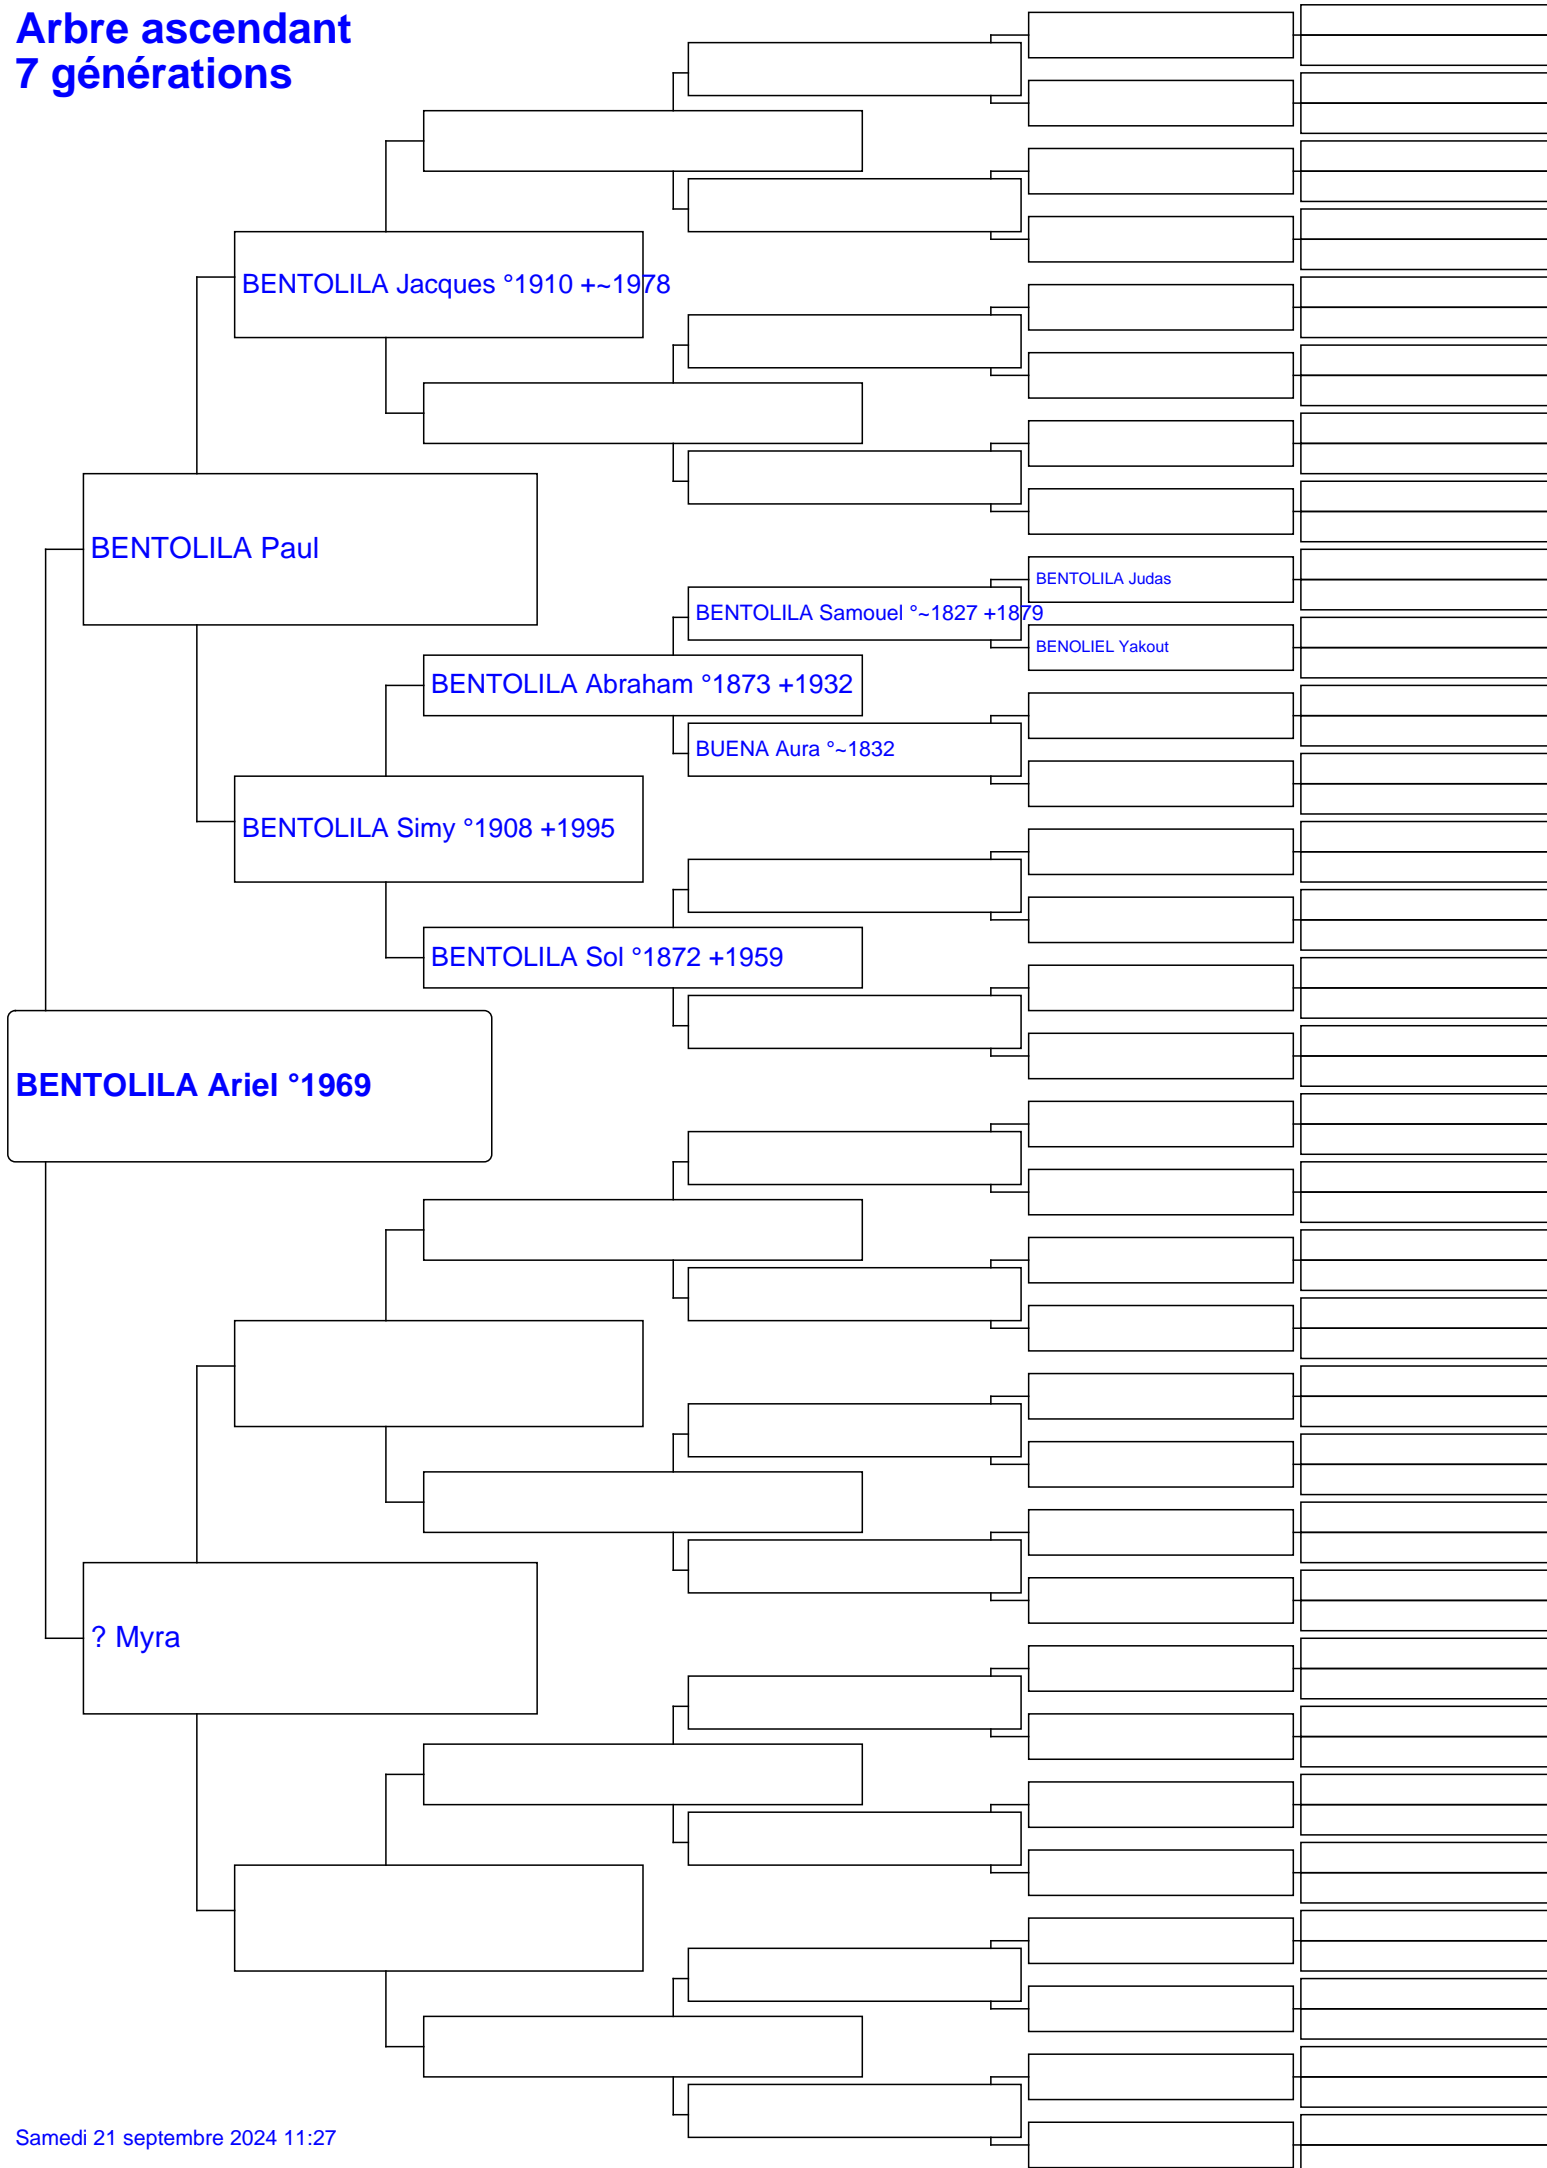 Arbre ascendant
7 générations
BENTOLILA Jacques °1910 +~1978
BENTOLILA Paul
BENTOLILA Judas
BENTOLILA Samouel °~1827 +1879
BENOLIEL Yakout
BENTOLILA Abraham °1873 +1932
BUENA Aura °~1832
BENTOLILA Simy °1908 +1995
BENTOLILA Sol °1872 +1959
BENTOLILA Ariel °1969
? Myra
Samedi 21 septembre 2024 11:27